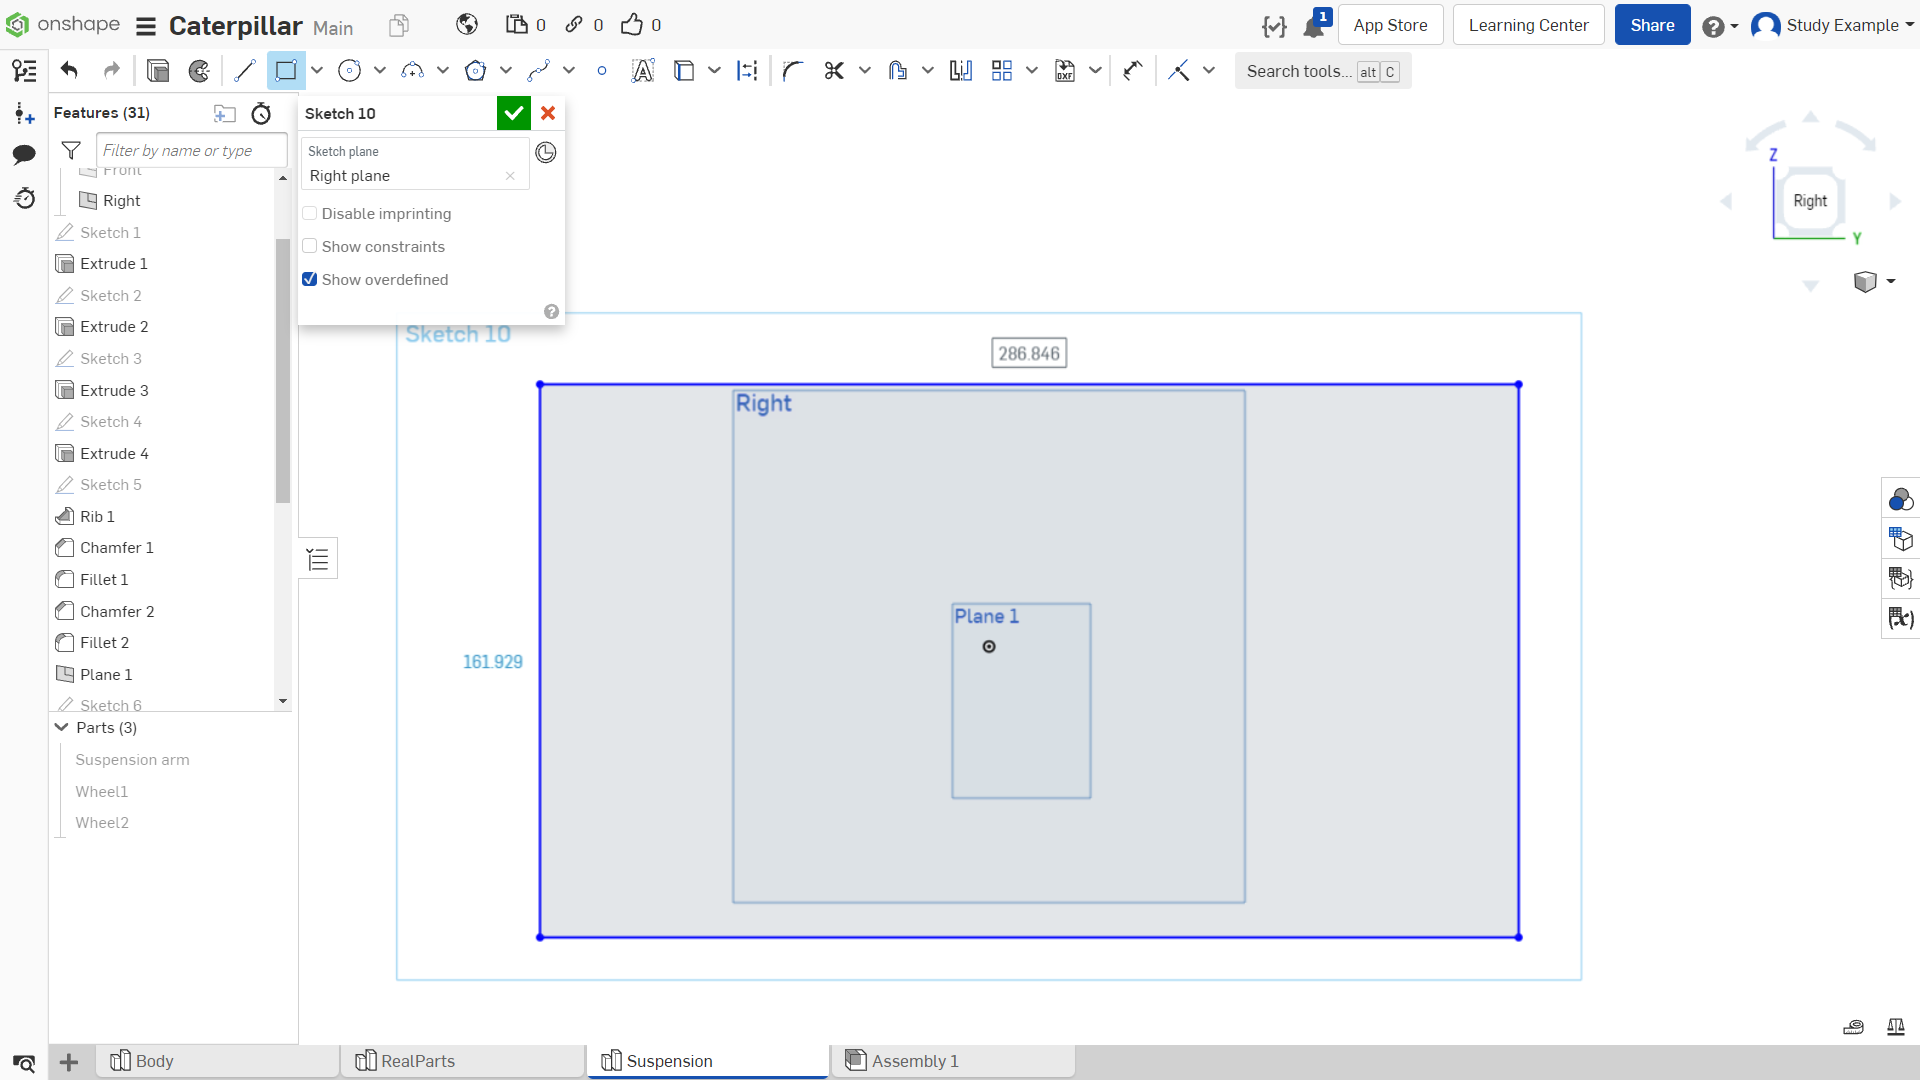 onshape Caterpillar Main 0 0 0 1 App Store Learning Center Share Study Example
Search tools... alt C
Features (31)
Filter by name or type
Front
Right
Sketch 1
Extrude 1
Sketch 2
Extrude 2
Sketch 3
Extrude 3
Sketch 4
Extrude 4
Sketch 5
Rib 1
Chamfer 1
Fillet 1
Chamfer 2
Fillet 2
Plane 1
Sketch 6
Parts (3)
Suspension arm
Wheel1
Wheel2
Sketch 10
Sketch plane
Right plane
Disable imprinting
Show constraints
Show overdefined
Sketch 10
286.846
Right
Plane 1
161.929
Z
Right
Y
Body RealParts Suspension Assembly 1